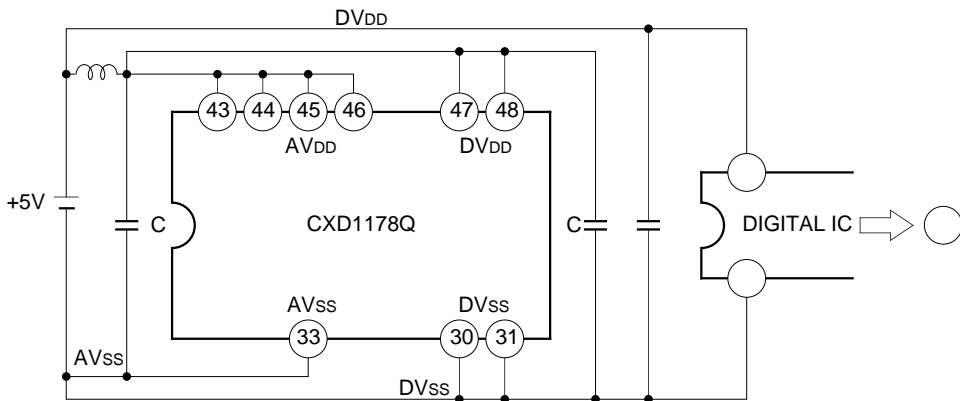 DVDD
43 44 45 46 47 48
AVDD DVDD
+5V C CXD1178Q C DIGITAL IC
AVSS DVSS
33 30 31
AVSS
DVSS